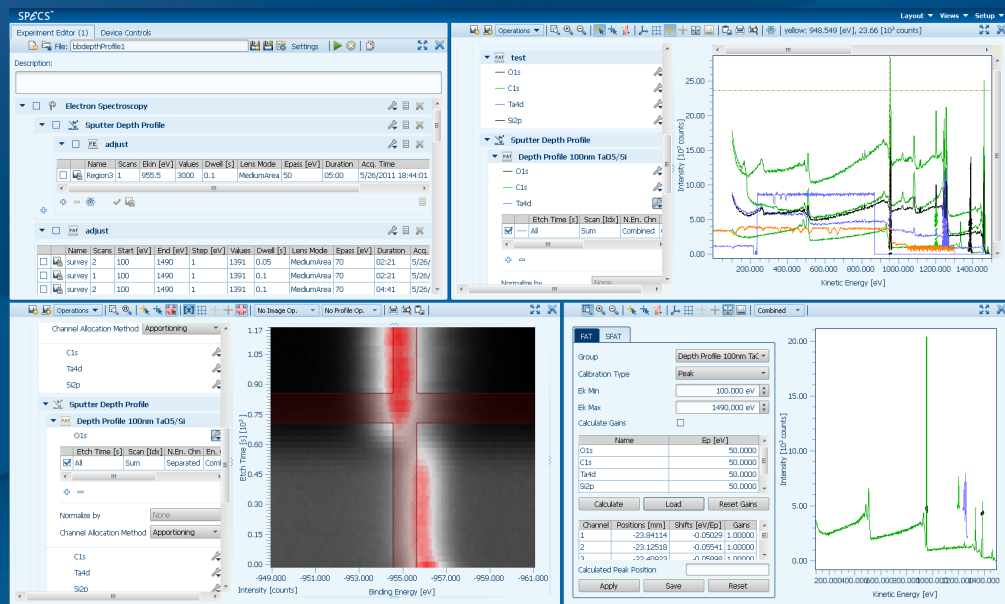 SPECS™
Layout ▾ Views ▾ Setup ▾
Experiment Editor (1) Device Controls
File: bbdepthProfile1 Settings
Description:
Electron Spectroscopy
Sputter Depth Profile
FE adjust
Name Scans Ekin [eV] Values Dwell [s] Lens Mode Epass [eV] Duration Acq. Time
Region3 1 955.5 3000 0.1 MediumArea 50 05:00 5/26/2011 18:44:01
FAT adjust
Name Scans Start [eV] End [eV] Step [eV] Values Dwell [s] Lens Mode Epass [eV] Duration Acq.
survey 2 100 1490 1 1391 0.05 MediumArea 70 02:21 5/26/
survey 1 100 1490 1 1391 0.1 MediumArea 70 02:21 5/26/
survey 2 100 1490 1 1391 0.1 MediumArea 70 04:41 5/26/
Operations ▾ yellow: 948.549 [eV], 23.66 [10³ counts]
FAT test
O1s
C1s
Ta4d
Si2p
Sputter Depth Profile
FAT Depth Profile 100nm TaO5/Si
O1s
C1s
Ta4d
Etch Time [s] Scan [Idx] N.En. Chn
All Sum Combined
Normalize by None
Intensity [10³ counts]
25.00
20.00
15.00
10.00
5.00
0.00
200.000 400.000 600.000 800.000 1000.000 1200.000 1400.000
Kinetic Energy [eV]
Operations ▾ No Image Op. No Profile Op.
Channel Allocation Method Apportioning
C1s
Ta4d
Si2p
Sputter Depth Profile
FAT Depth Profile 100nm TaO5/Si
O1s
Etch Time [s] Scan [Idx] N.En. Chn En. C
All Sum Separated Coml
Normalize by None
Channel Allocation Method Apportioning
C1s
Ta4d
Si2p
Etch Time [s] [10³]
1.17
1.05
0.90
0.75
0.60
0.45
0.30
0.15
0.00
-949.000 -951.000 -953.000 -955.000 -957.000 -959.000 -961.000
Intensity [counts] Binding Energy [eV]
Combined
FAT SFAT
Group Depth Profile 100nm TaC
Calibration Type Peak
Ek Min 100.000 eV
Ek Max 1490.000 eV
Calculate Gains
Name Ep [eV]
O1s 50.0000
C1s 50.0000
Ta4d 50.0000
Si2p 50.0000
Calculate Load Reset Gains
Channel Positions [mm] Shifts [eV/Ep] Gains
1 -23.84114 -0.05029 1.00000
2 -23.12518 -0.05541 1.00000
Calculated Peak Position
Apply Save Reset
Intensity [10³ counts]
20.00
15.00
10.00
5.00
0.00
200.000 400.000 600.000 800.000 1000.000 1200.000 1400.000
Kinetic Energy [eV]